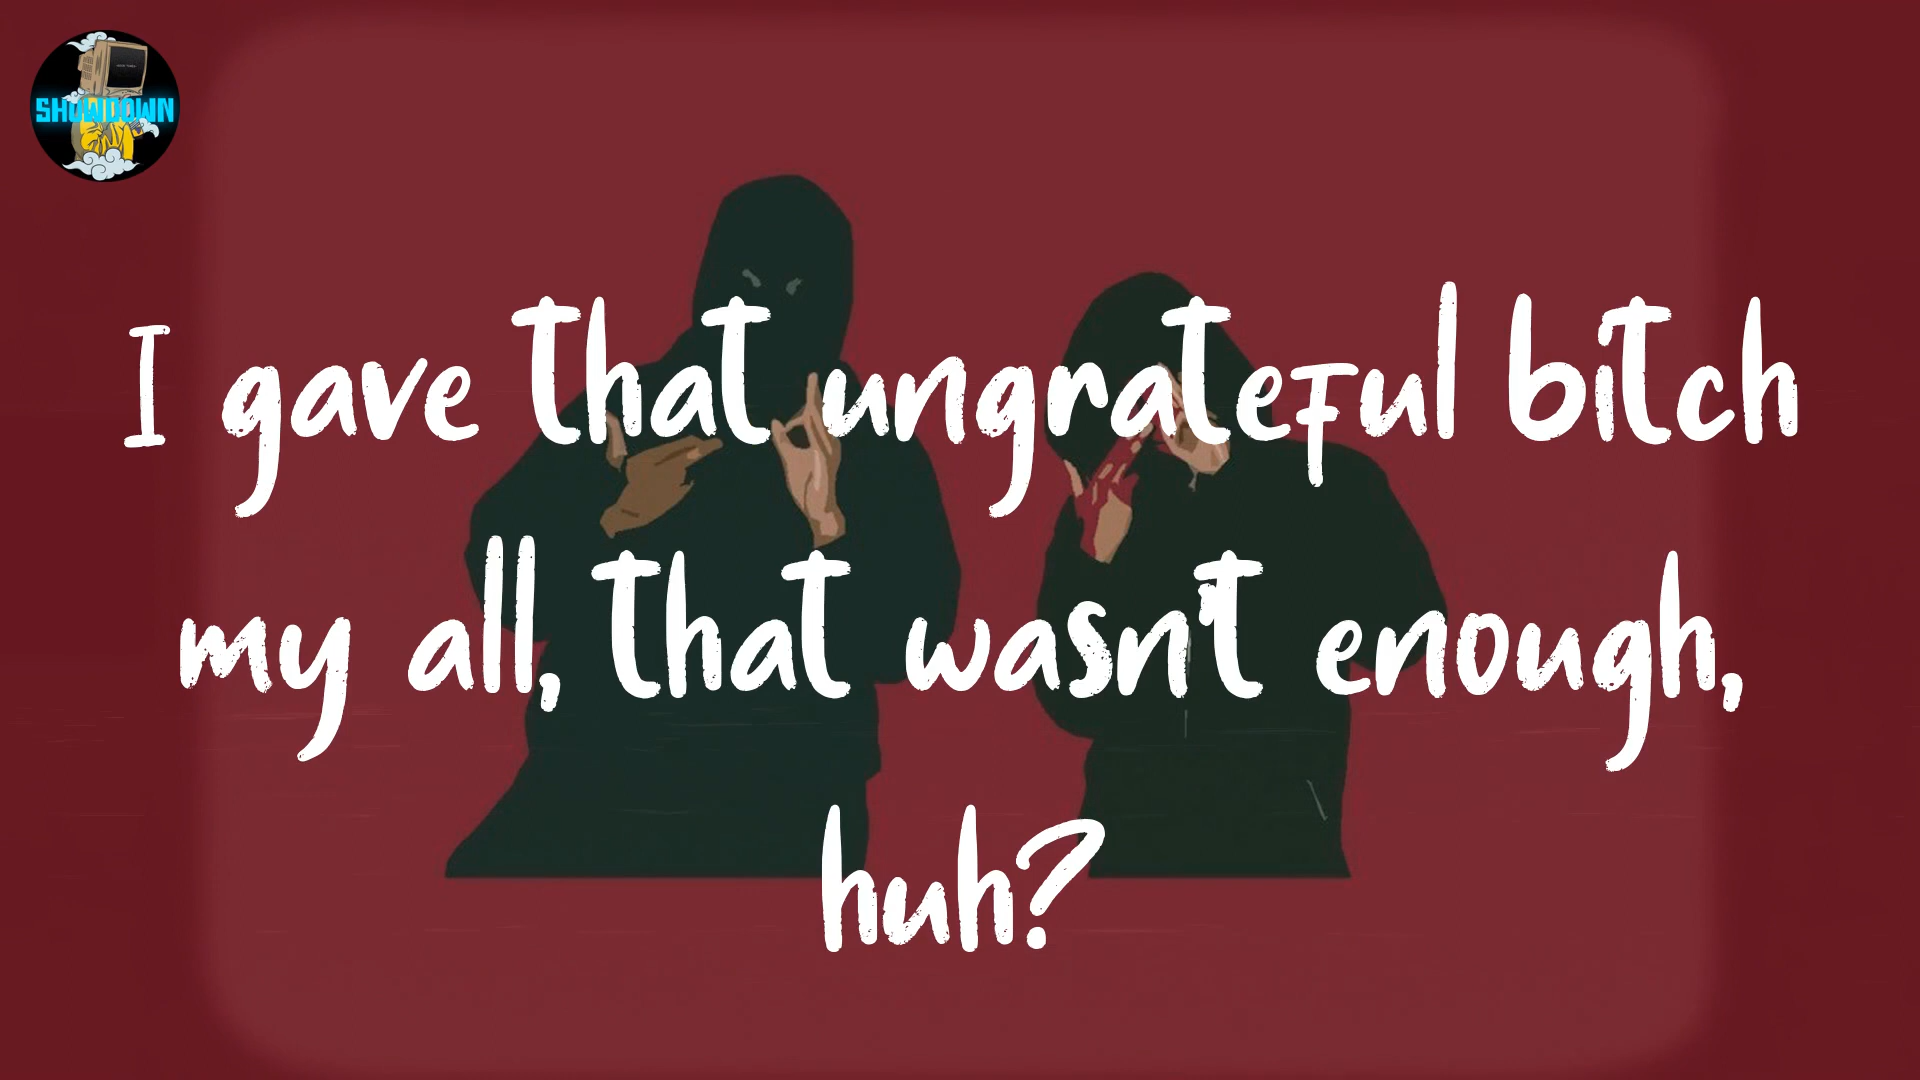 SHOWDOWN
I gave that ungrateful bitch
my all, that wasn't enough,
huh?